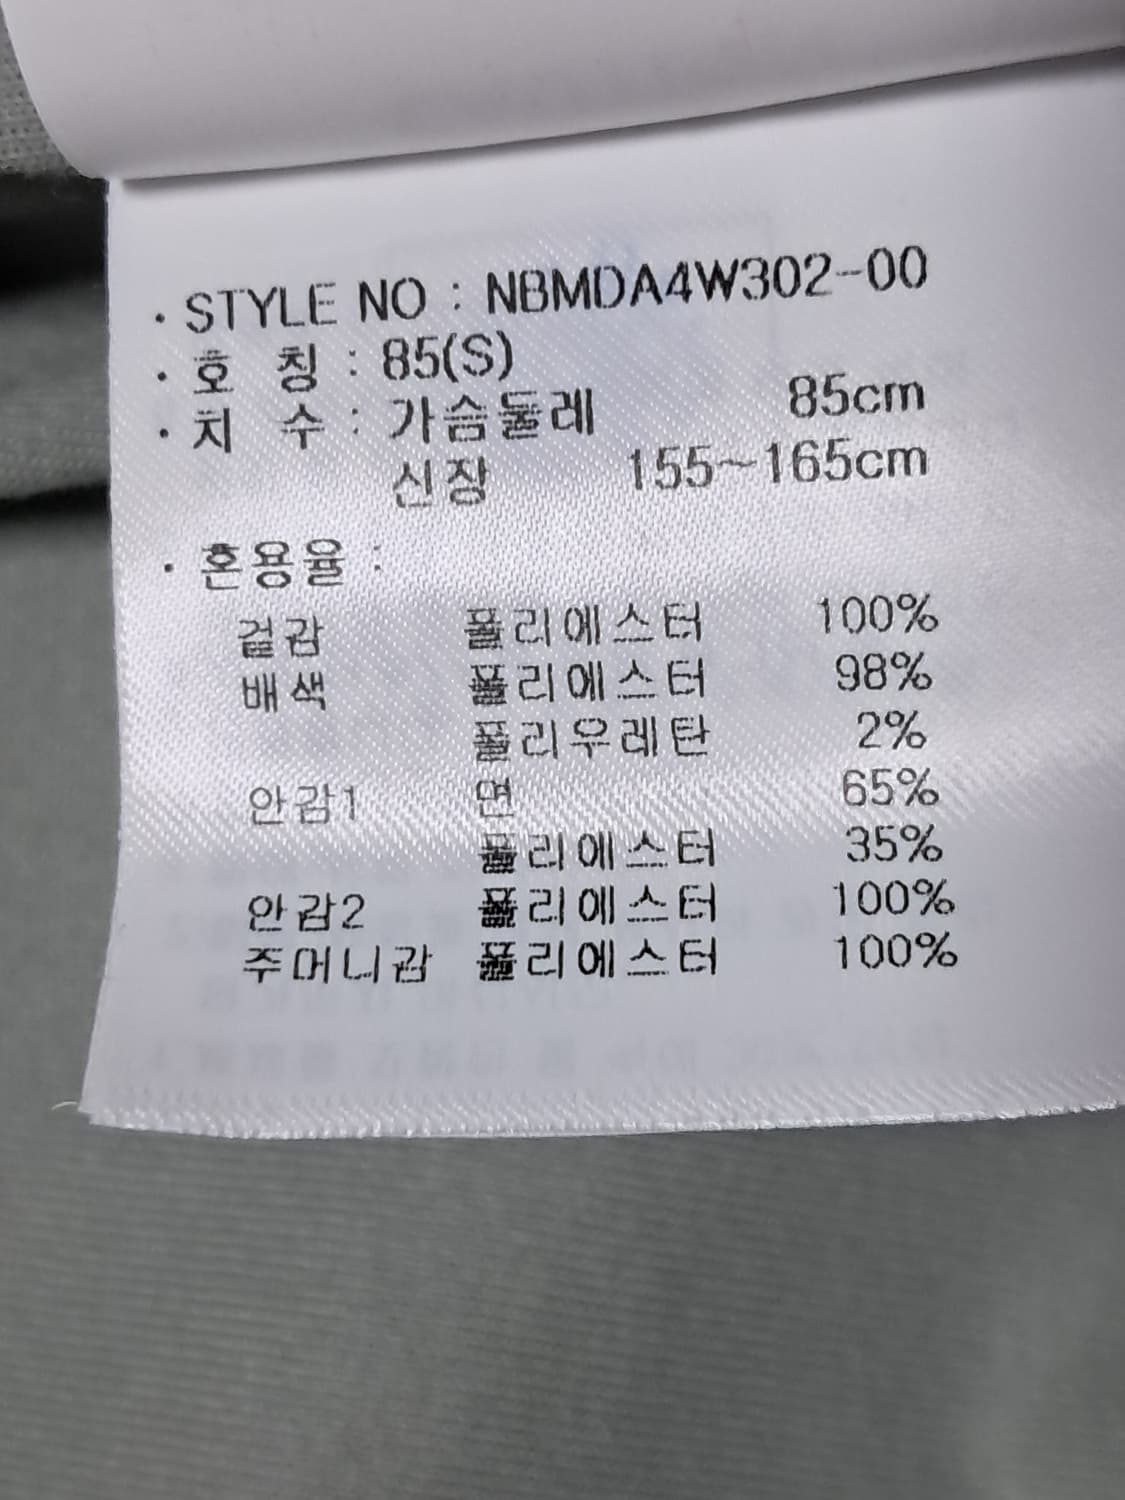 · STYLE NO : NBMDA4W302-00
· 호 칭 : 85(S)
· 치 수 : 가슴둘레 85cm
신장 155~165cm
· 혼용율 :
겉감 폴리에스터 100%
배색 폴리에스터 98%
폴리우레탄 2%
안감1 면 65%
폴리에스터 35%
안감2 폴리에스터 100%
주머니감 폴리에스터 100%